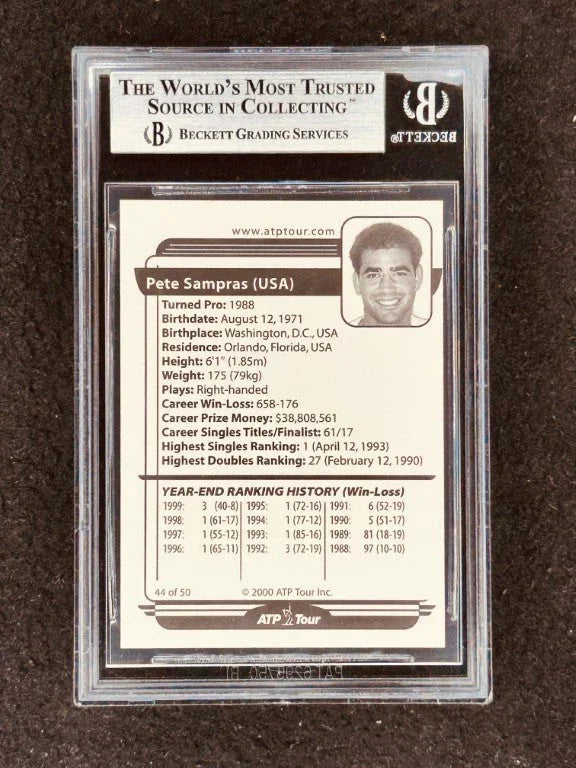 THE WORLD'S MOST TRUSTED
SOURCE IN COLLECTING™
B BECKETT GRADING SERVICES
B
BECKETT®
www.atptour.com
Pete Sampras (USA)
Turned Pro: 1988
Birthdate: August 12, 1971
Birthplace: Washington, D.C., USA
Residence: Orlando, Florida, USA
Height: 6'1" (1.85m)
Weight: 175 (79kg)
Plays: Right-handed
Career Win-Loss: 658-176
Career Prize Money: $38,808,561
Career Singles Titles/Finalist: 61/17
Highest Singles Ranking: 1 (April 12, 1993)
Highest Doubles Ranking: 27 (February 12, 1990)
YEAR-END RANKING HISTORY (Win-Loss)
1999: 3 (40-8) 1995: 1 (72-16) 1991: 6 (52-19)
1998: 1 (61-17) 1994: 1 (77-12) 1990: 5 (51-17)
1997: 1 (55-12) 1993: 1 (85-16) 1989: 81 (18-19)
1996: 1 (65-11) 1992: 3 (72-19) 1988: 97 (10-10)
44 of 50 © 2000 ATP Tour Inc.
ATP Tour